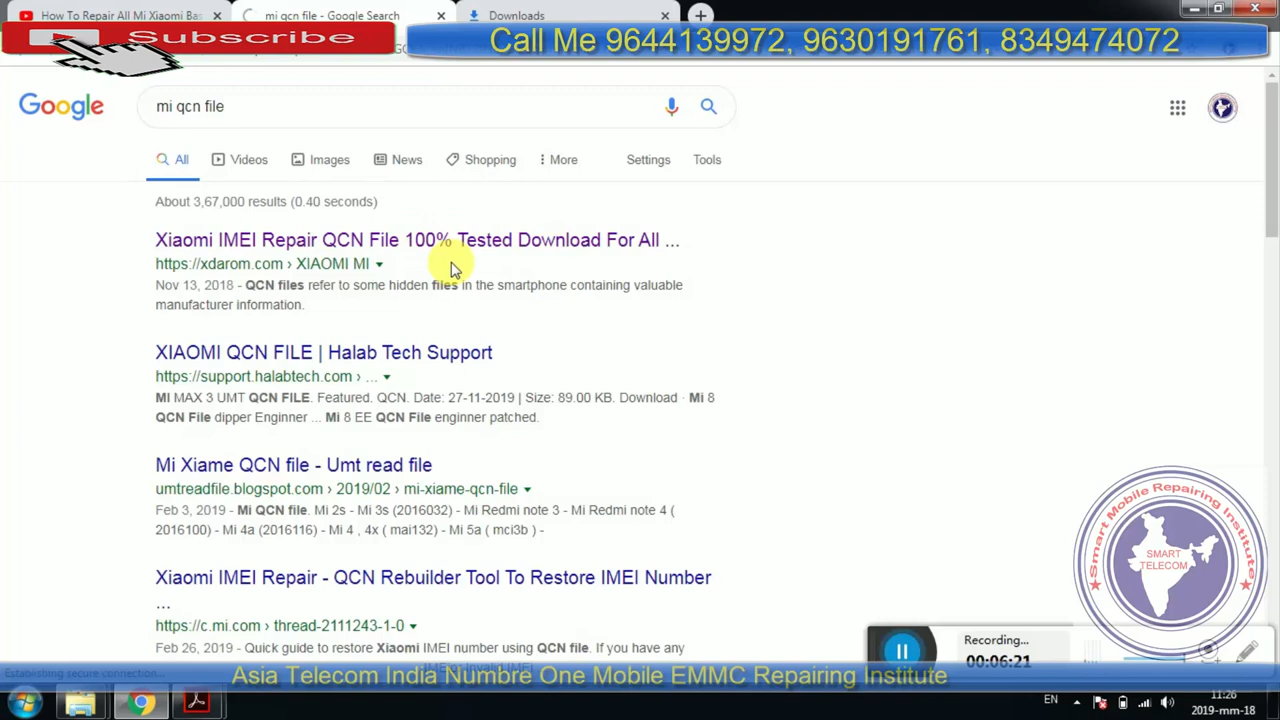 How To Repair All Mi Xiaomi Bas
mi qcn file - Google Search
Downloads
Subscribe
Call Me 9644139972, 9630191761, 8349474072
Google
mi qcn file
All
Videos
Images
News
Shopping
More
Settings
Tools
About 3,67,000 results (0.40 seconds)
Xiaomi IMEI Repair QCN File 100% Tested Download For All ...
https://xdarom.com › XIAOMI MI
Nov 13, 2018 - QCN files refer to some hidden files in the smartphone containing valuable
manufacturer information.
XIAOMI QCN FILE | Halab Tech Support
https://support.halabtech.com › ...
MI MAX 3 UMT QCN FILE. Featured. QCN. Date: 27-11-2019 | Size: 89.00 KB. Download · Mi 8
QCN File dipper Enginner ... Mi 8 EE QCN File enginner patched.
Mi Xiame QCN file - Umt read file
umtreadfile.blogspot.com › 2019/02 › mi-xiame-qcn-file
Feb 3, 2019 - Mi QCN file. Mi 2s - Mi 3s (2016032) - Mi Redmi note 3 - Mi Redmi note 4 (
2016100) - Mi 4a (2016116) - Mi 4 , 4x ( mai132) - Mi 5a ( mci3b ) -
Xiaomi IMEI Repair - QCN Rebuilder Tool To Restore IMEI Number
...
https://c.mi.com › thread-2111243-1-0
Feb 26, 2019 - Quick guide to restore Xiaomi IMEI number using QCN file. If you have any
Smart Mobile Repairing Institute
SMART
TELECOM
Recording...
00:06:21
Establishing secure connection...
Asia Telecom India Numbre One Mobile EMMC Repairing Institute
EN
11:26
2019-mm-18